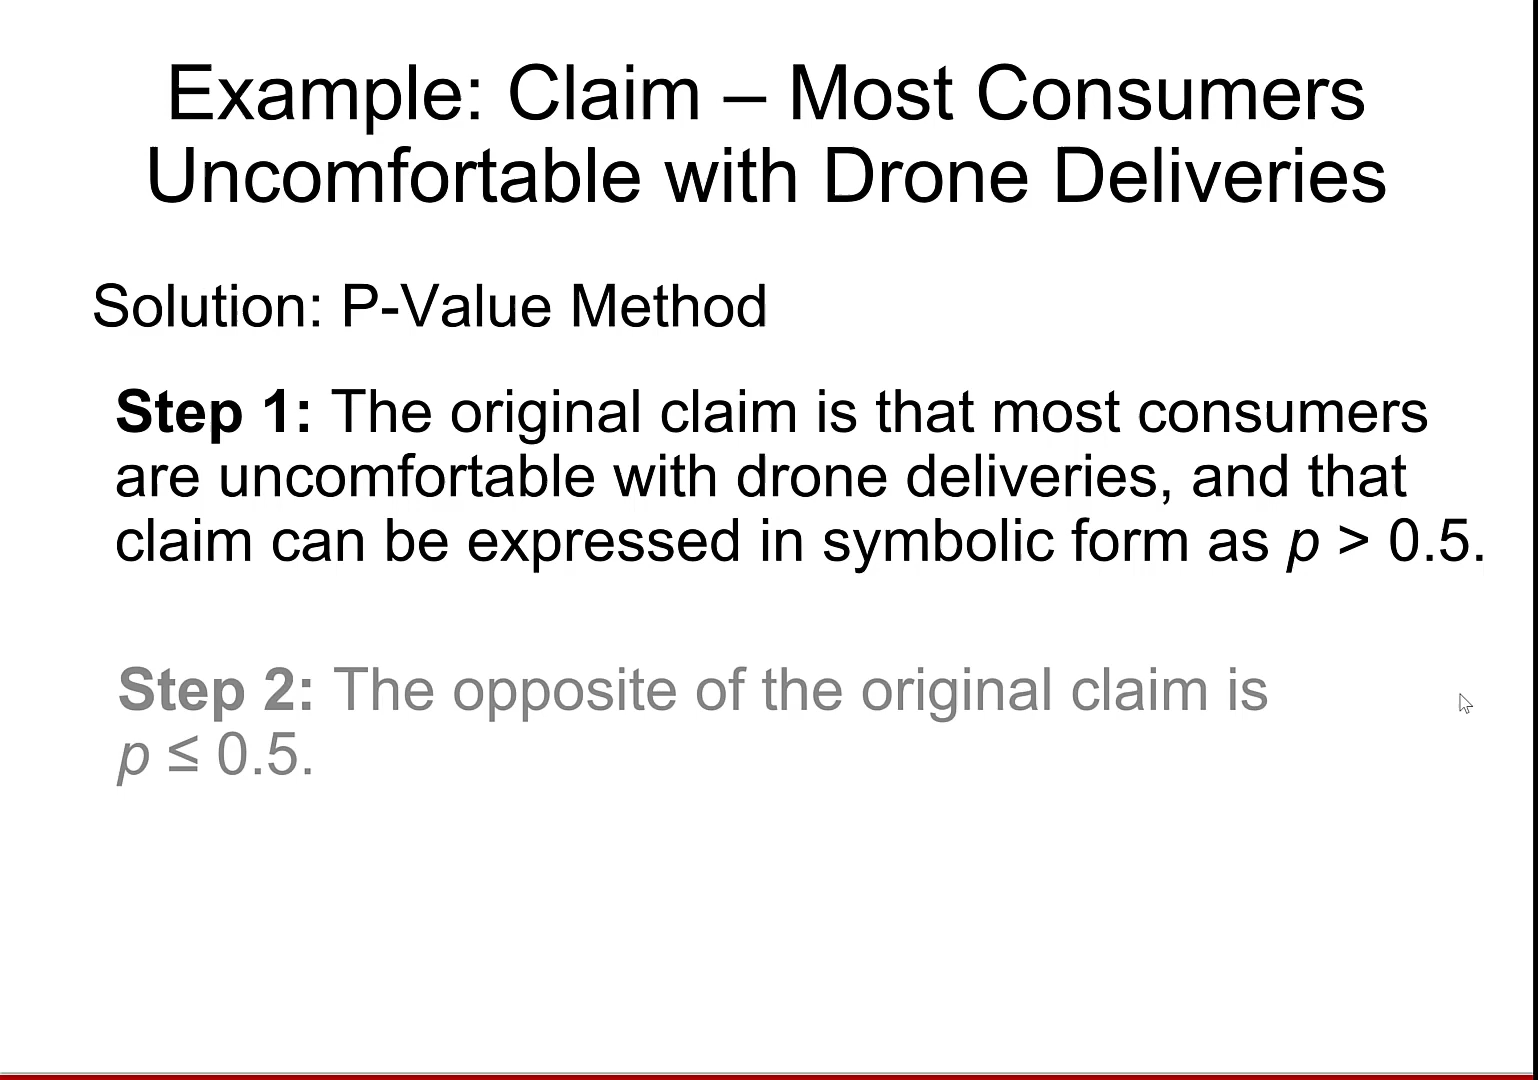 Example: Claim – Most Consumers
Uncomfortable with Drone Deliveries
Solution: P-Value Method
Step 1: The original claim is that most consumers
are uncomfortable with drone deliveries, and that
claim can be expressed in symbolic form as p > 0.5.
Step 2: The opposite of the original claim is
p ≤ 0.5.